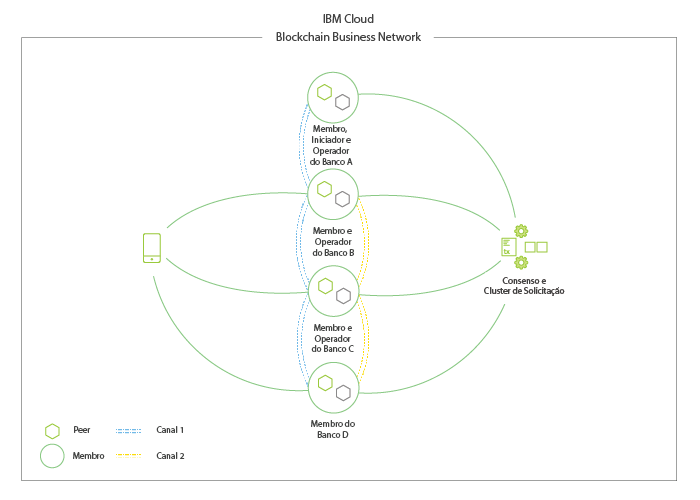 IBM Cloud
Blockchain Business Network
Membro,
Iniciador e
Operador
do Banco A
Membro e
Operador
do Banco B
tx
Consenso e
Cluster de Solicitação
Membro e
Operador
do Banco C
Membro do
Banco D
Peer
Canal 1
Membro
Canal 2